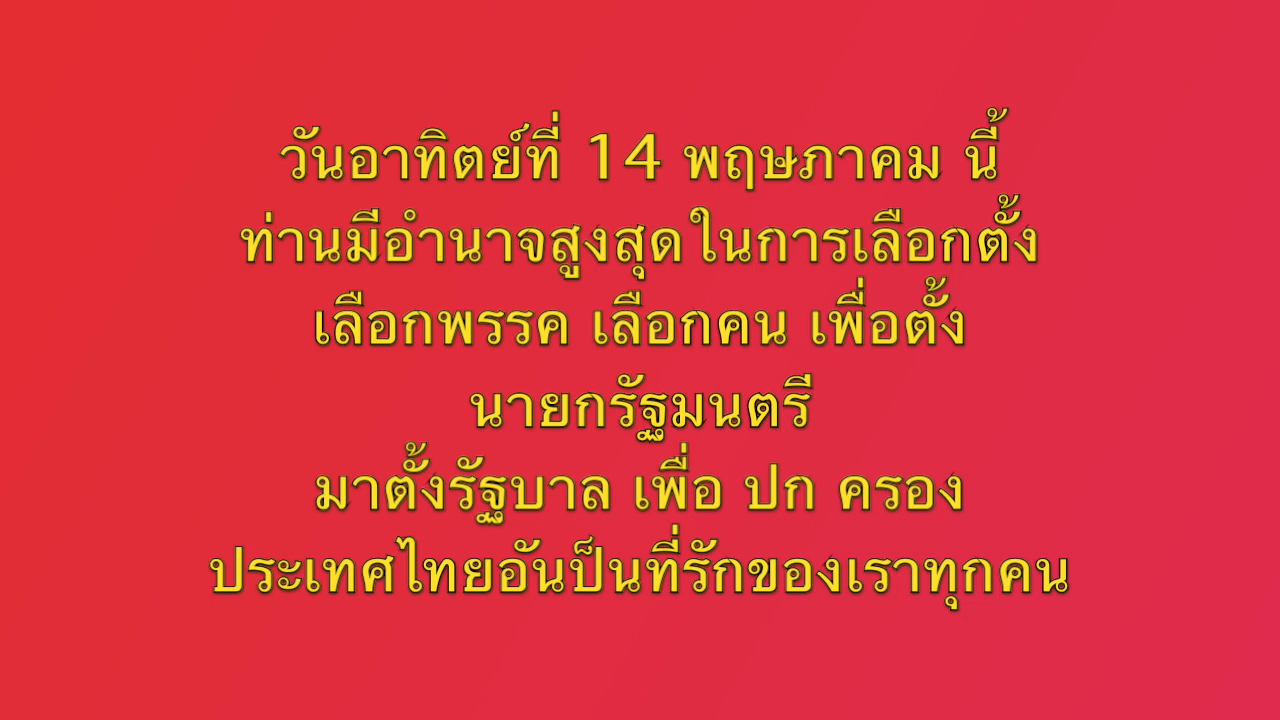 วันอาทิตย์ที่ 14 พฤษภาคม นี้
ท่านมีอำนาจสูงสุดในการเลือกตั้ง
เลือกพรรค เลือกคน เพื่อตั้ง
นายกรัฐมนตรี
มาตั้งรัฐบาล เพื่อ ปก ครอง
ประเทศไทยอันป็นที่รักของเราทุกคน